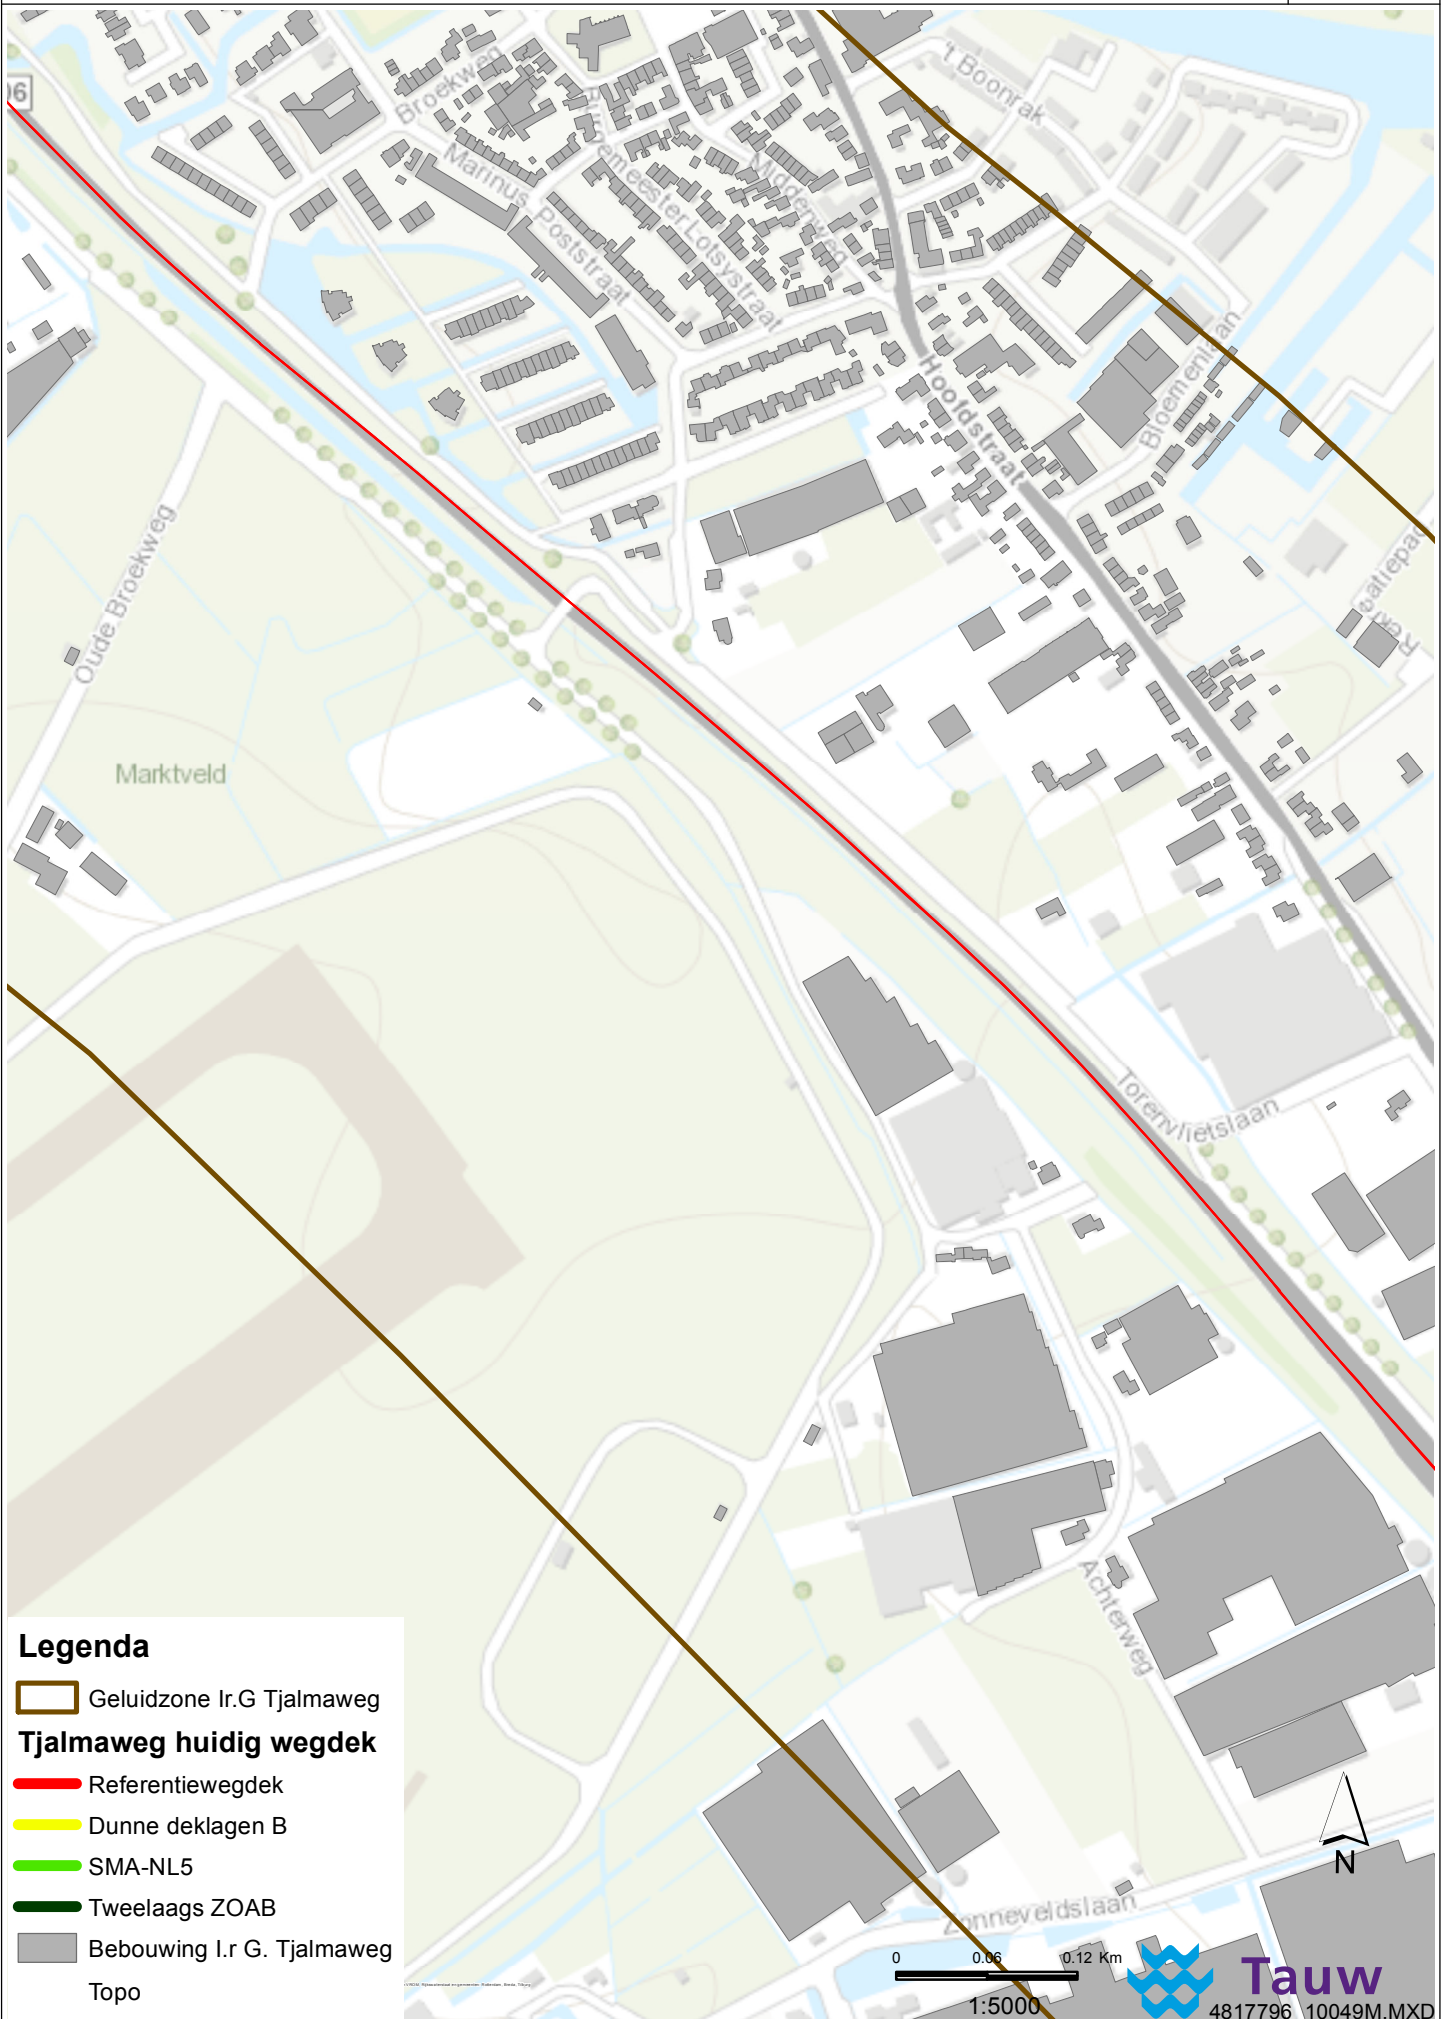 06
Broekweg
't Boonrak
Marinus Poststraat
Burgemeester Lotsystraat
Middenweg
Hoofdstraat
Bloemenlaan
Oude Broekweg
Marktveld
Torenvlietslaan
Achterweg
Zonneveldslaan
Legenda
Geluidzone Ir.G Tjalmaweg
Tjalmaweg huidig wegdek
Referentiewegdek
Dunne deklagen B
SMA-NL5
Tweelaags ZOAB
Bebouwing I.r G. Tjalmaweg
Topo
N
0 0.06 0.12 Km
1:5000
Tauw
4817796_10049M.MXD